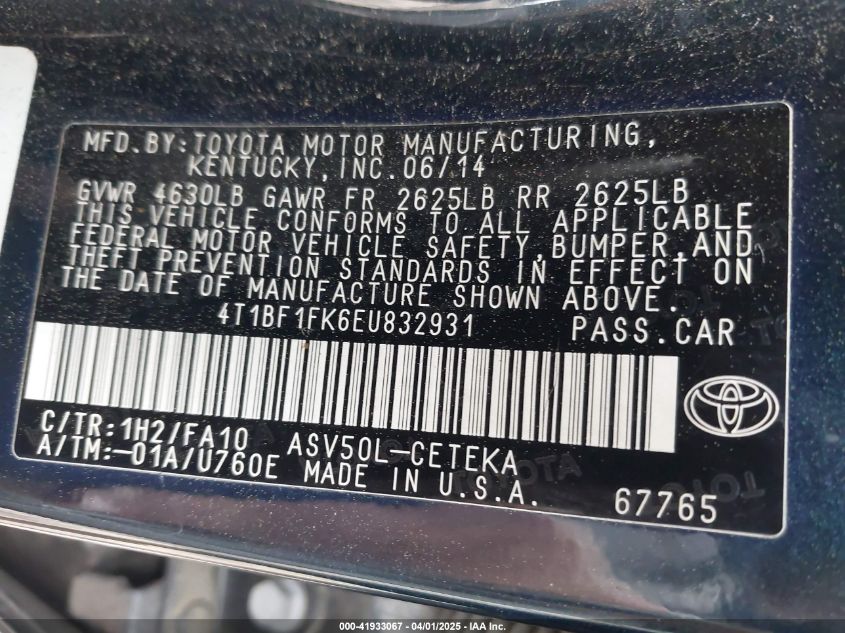 MFD.BY:TOYOTA MOTOR MANUFACTURING,
KENTUCKY, INC. 06/14
GVWR 4630LB GAWR FR 2625LB RR 2625LB
THIS VEHICLE CONFORMS TO ALL APPLICABLE
FEDERAL MOTOR VEHICLE SAFETY, BUMPER, AND
THEFT PREVENTION STANDARDS IN EFFECT ON
THE DATE OF MANUFACTURE SHOWN ABOVE.
4T1BF1FK6EU832931 PASS.CAR
C/TR:1H2/FA10 ASV50L-CETEKA
A/TM:-01A/U760E MADE IN U.S.A. 67765
000-41933067 - 04/01/2025 - WWW.IAAI.COM